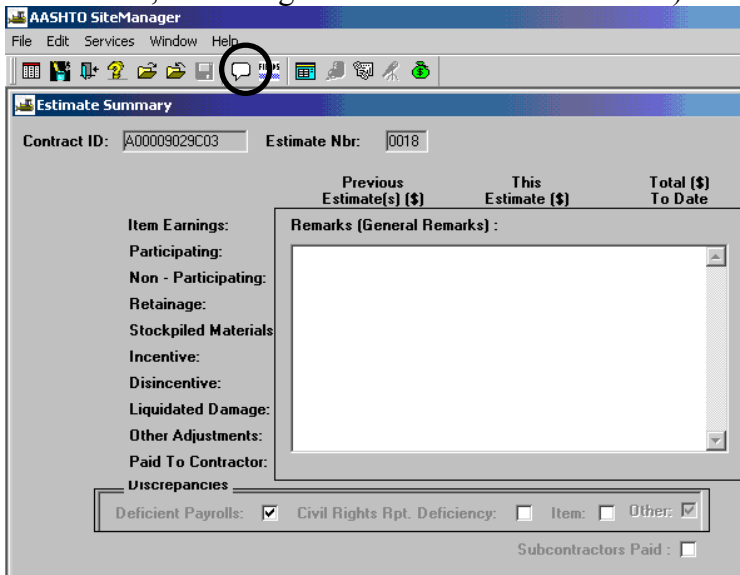 AASHTO SiteManager
File Edit Services Window Help
Estimate Summary
Contract ID: A00009029C03 Estimate Nbr: 0018
Previous Estimate(s) ($) This Estimate ($) Total ($) To Date
Item Earnings:
Remarks (General Remarks) :
Participating:
Non - Participating:
Retainage:
Stockpiled Materials
Incentive:
Disincentive:
Liquidated Damage:
Other Adjustments:
Paid To Contractor:
Discrepancies
Deficient Payrolls: Civil Rights Rpt. Deficiency: Item: Other:
Subcontractors Paid :